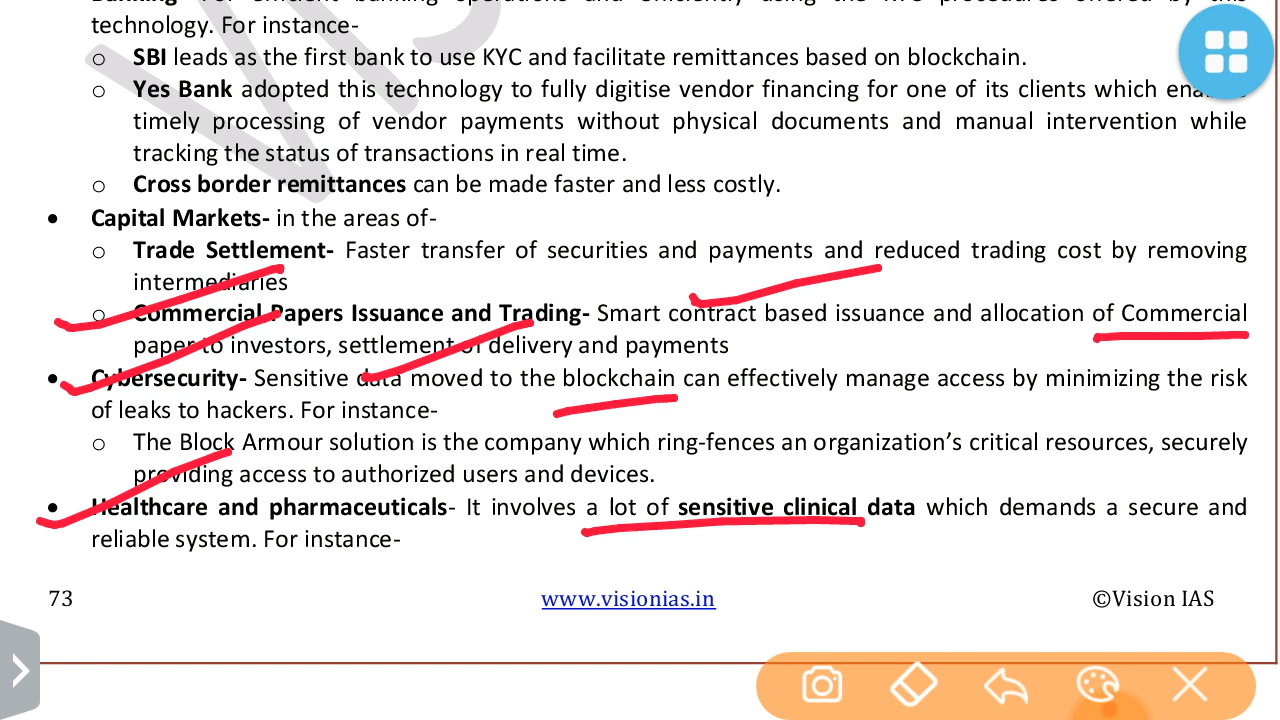 technology. For instance-
o SBI leads as the first bank to use KYC and facilitate remittances based on blockchain.
o Yes Bank adopted this technology to fully digitise vendor financing for one of its clients which
timely processing of vendor payments without physical documents and manual intervention while
tracking the status of transactions in real time.
o Cross border remittances can be made faster and less costly.
• Capital Markets- in the areas of-
o Trade Settlement- Faster transfer of securities and payments and reduced trading cost by removing
intermediaries
o Commercial Papers Issuance and Trading- Smart contract based issuance and allocation of Commercial
paper to investors, settlement of delivery and payments
• Cybersecurity- Sensitive data moved to the blockchain can effectively manage access by minimizing the risk
of leaks to hackers. For instance-
o The Block Armour solution is the company which ring-fences an organization’s critical resources, securely
providing access to authorized users and devices.
• Healthcare and pharmaceuticals- It involves a lot of sensitive clinical data which demands a secure and
reliable system. For instance-
73 www.visionias.in ©Vision IAS